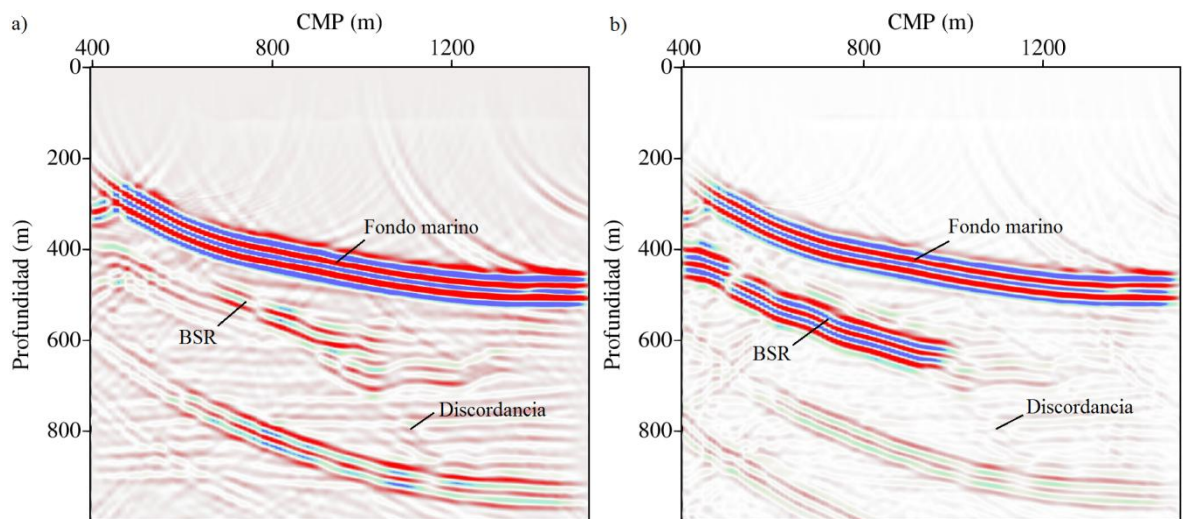 a)
CMP (m)
400 800 1200
0
200
400
600
800
Profundidad (m)
Fondo marino
BSR
Discordancia
b)
CMP (m)
400 800 1200
0
200
400
600
800
Profundidad (m)
Fondo marino
BSR
Discordancia